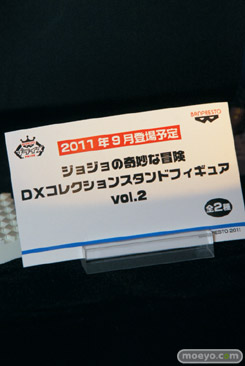 BANPRESTO
2011年9月登場予定
ジョジョの奇妙な冒険
DXコレクションスタンドフィギュア
vol.2
全2種
PRESTO 2011
moeyo.com